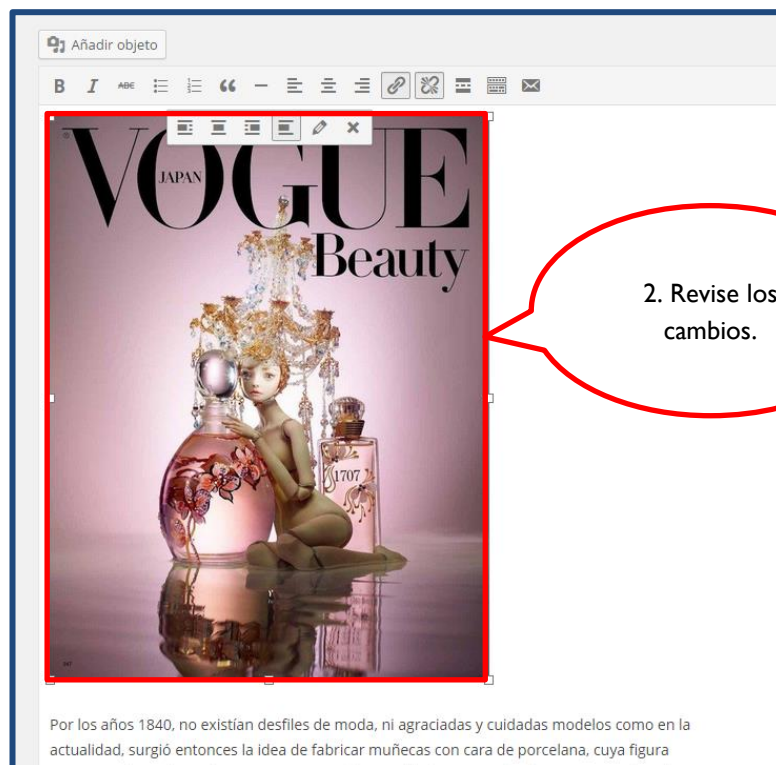 Añadir objeto
B I ABC
VOGUE
JAPAN
Beauty
2. Revise los
cambios.
1707
Por los años 1840, no existían desfiles de moda, ni agraciadas y cuidadas modelos como en la
actualidad, surgió entonces la idea de fabricar muñecas con cara de porcelana, cuya figura